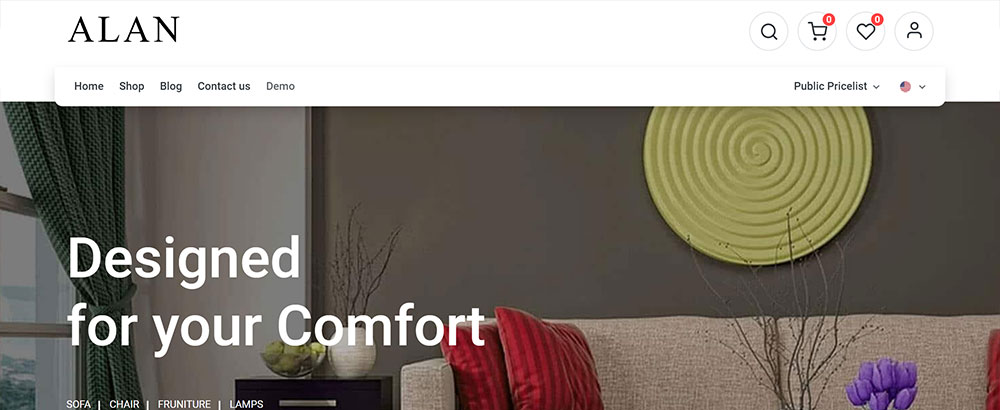 ALAN
0
0
Home Shop Blog Contact us Demo
Public Pricelist
Designed
for your Comfort
SOFA | CHAIR | FRUNITURE | LAMPS